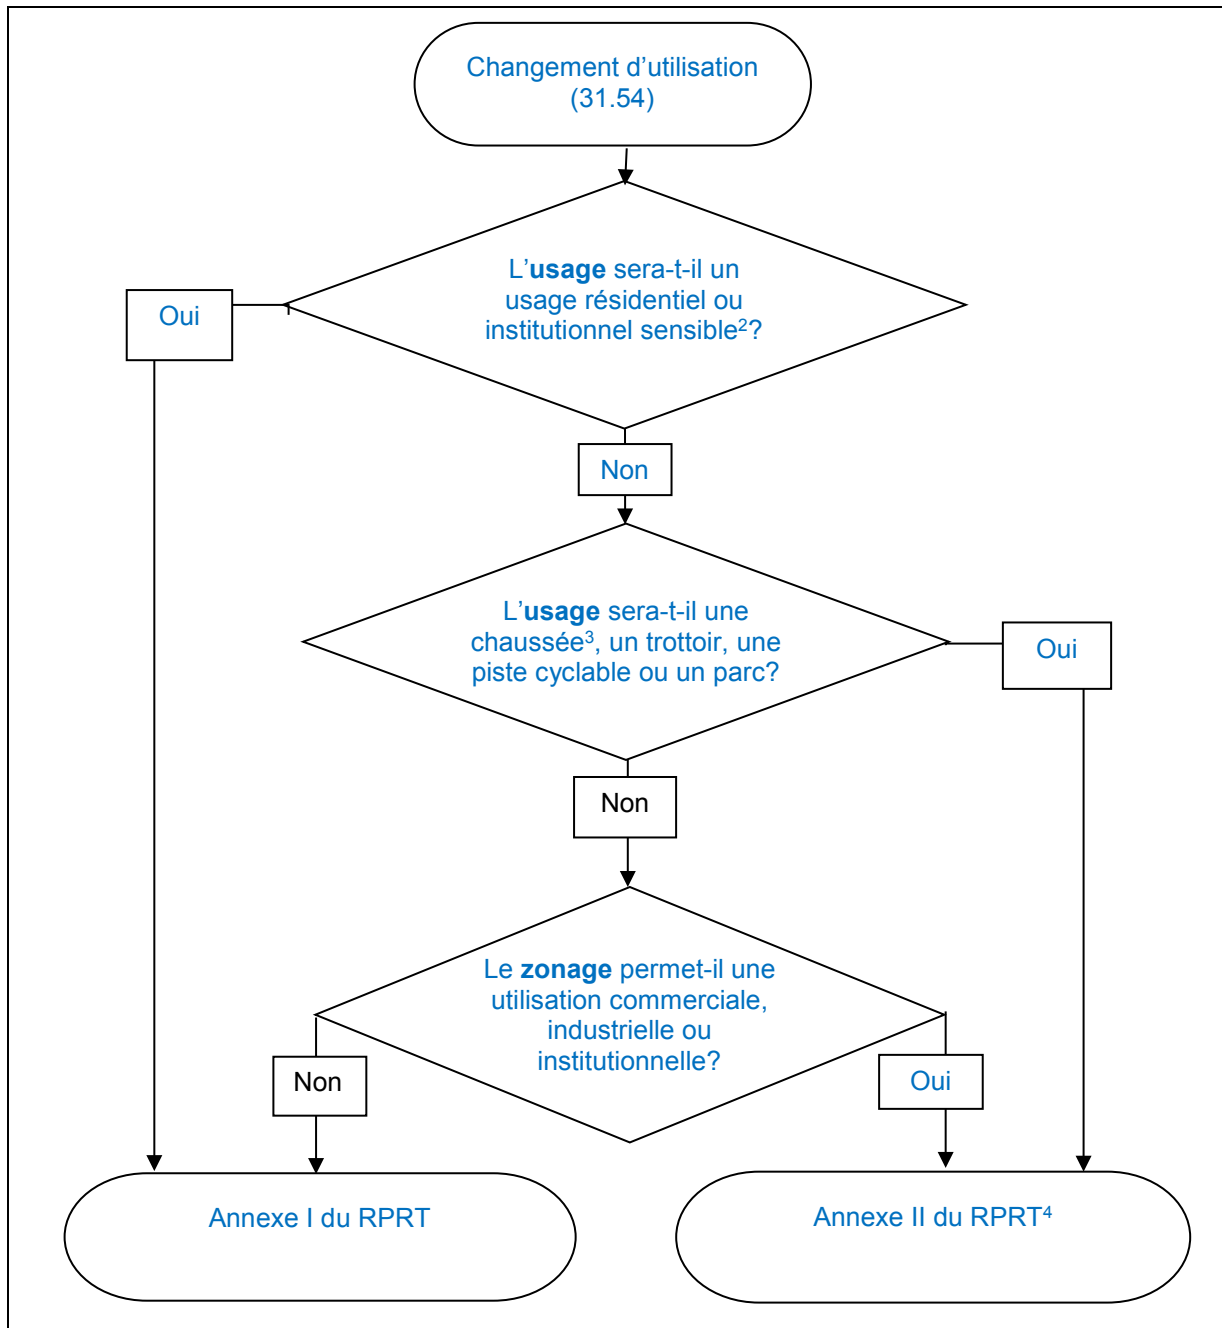 Changement d’utilisation
(31.54)
L’usage sera-t-il un
usage résidentiel ou
institutionnel sensible²?
Oui
Non
L’usage sera-t-il une
chaussée³, un trottoir, une
piste cyclable ou un parc?
Oui
Non
Le zonage permet-il une
utilisation commerciale,
industrielle ou
institutionnelle?
Non
Oui
Annexe I du RPRT
Annexe II du RPRT⁴